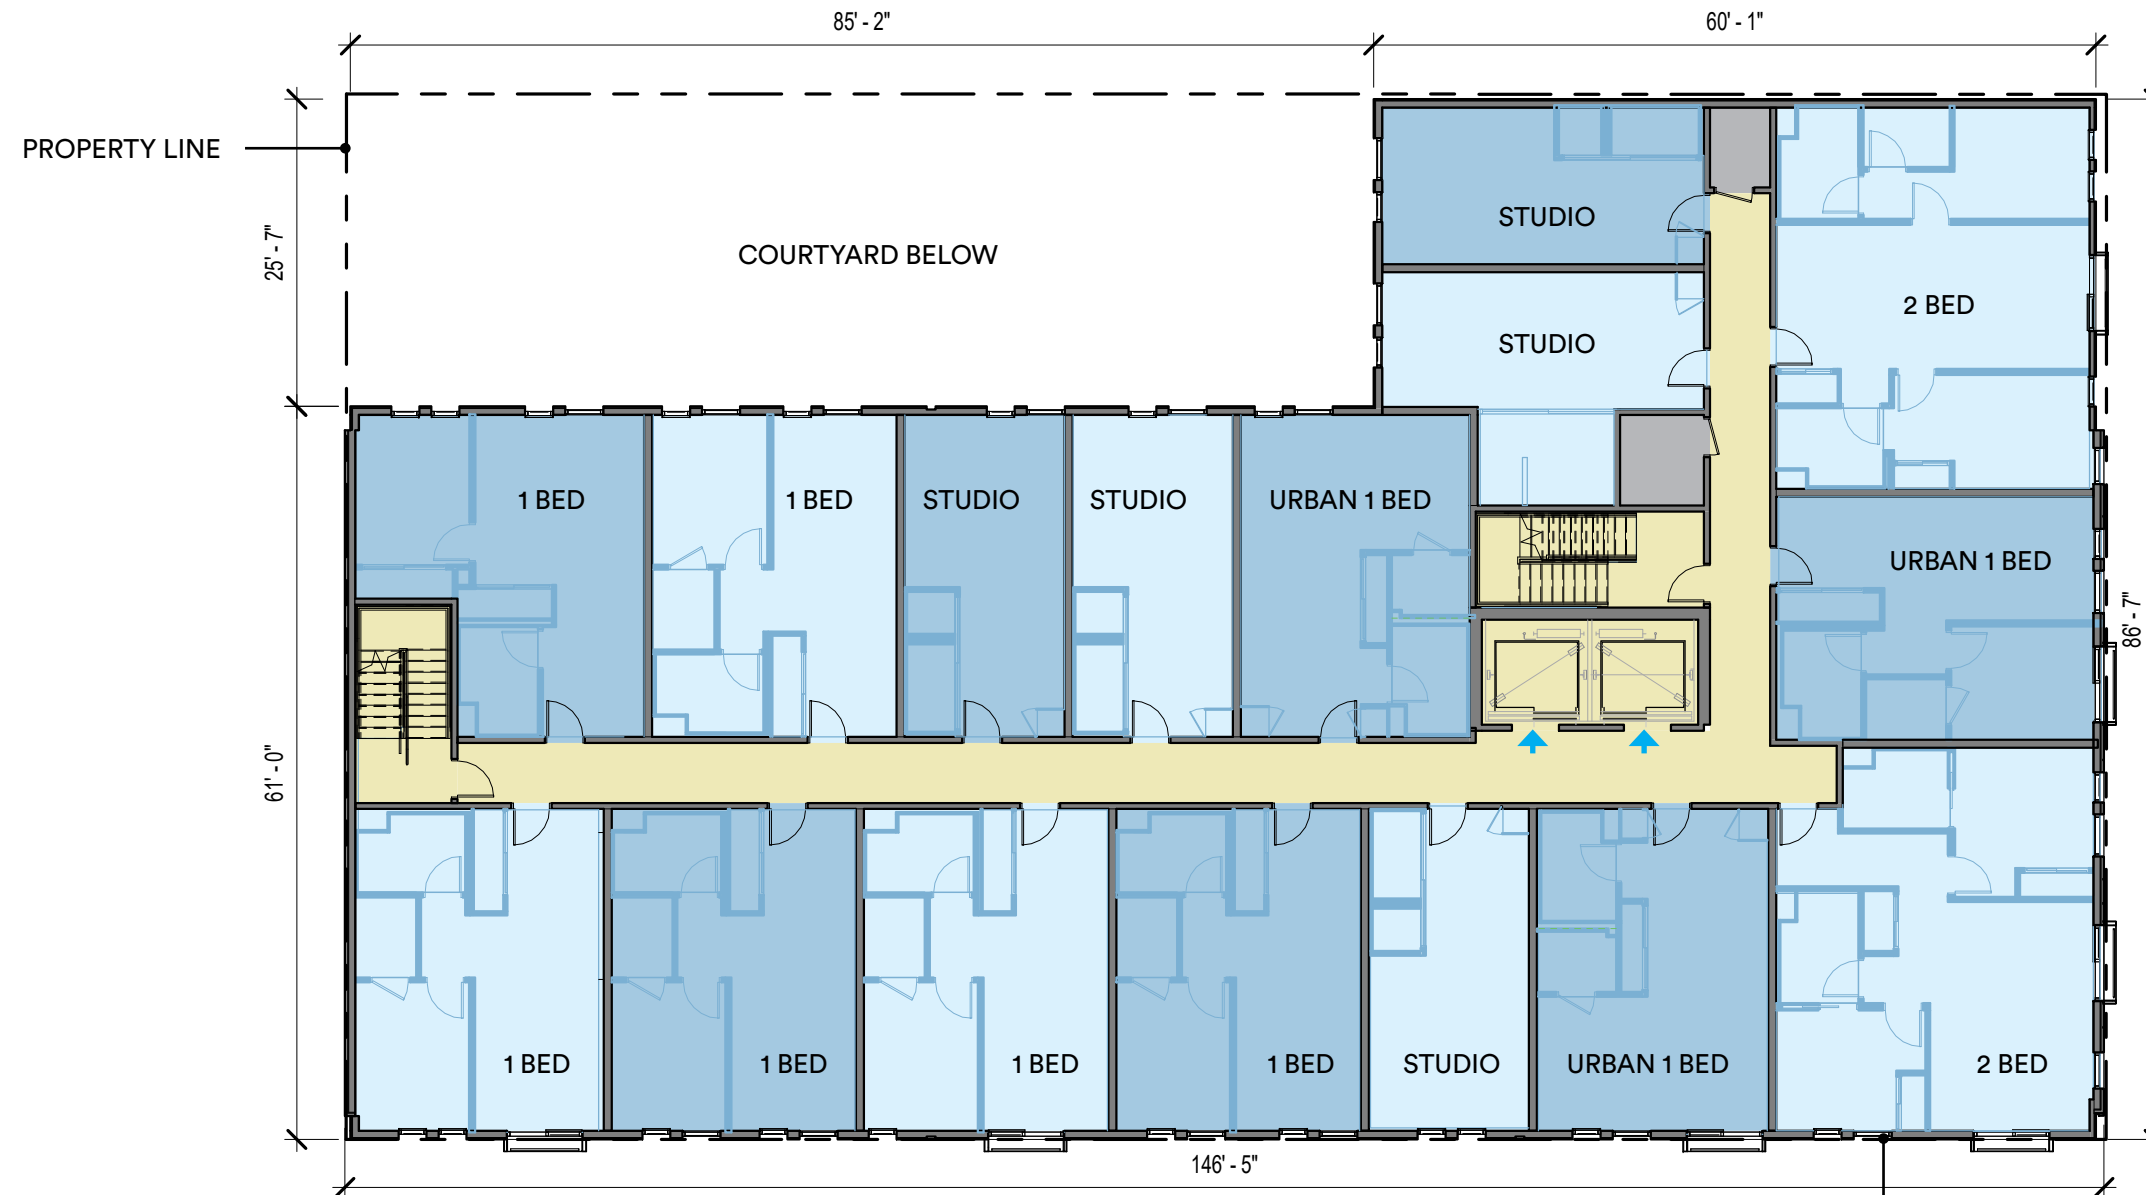 85' - 2"
60' - 1"
PROPERTY LINE
25' - 7"
COURTYARD BELOW
STUDIO
STUDIO
2 BED
1 BED
1 BED
STUDIO
STUDIO
URBAN 1 BED
URBAN 1 BED
86' - 7"
61' - 0"
1 BED
1 BED
1 BED
1 BED
STUDIO
URBAN 1 BED
2 BED
146' - 5"